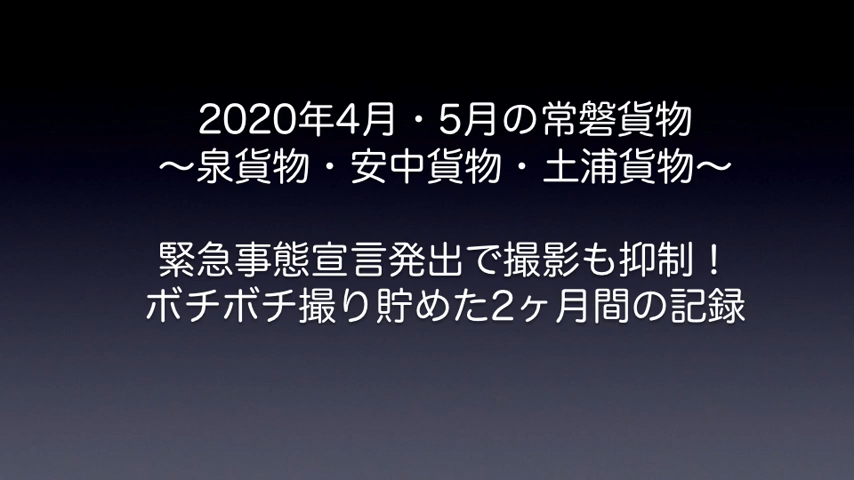 2020年4月・5月の常磐貨物
〜泉貨物・安中貨物・土浦貨物〜
緊急事態宣言発出で撮影も抑制！
ボチボチ撮り貯めた2ヶ月間の記録